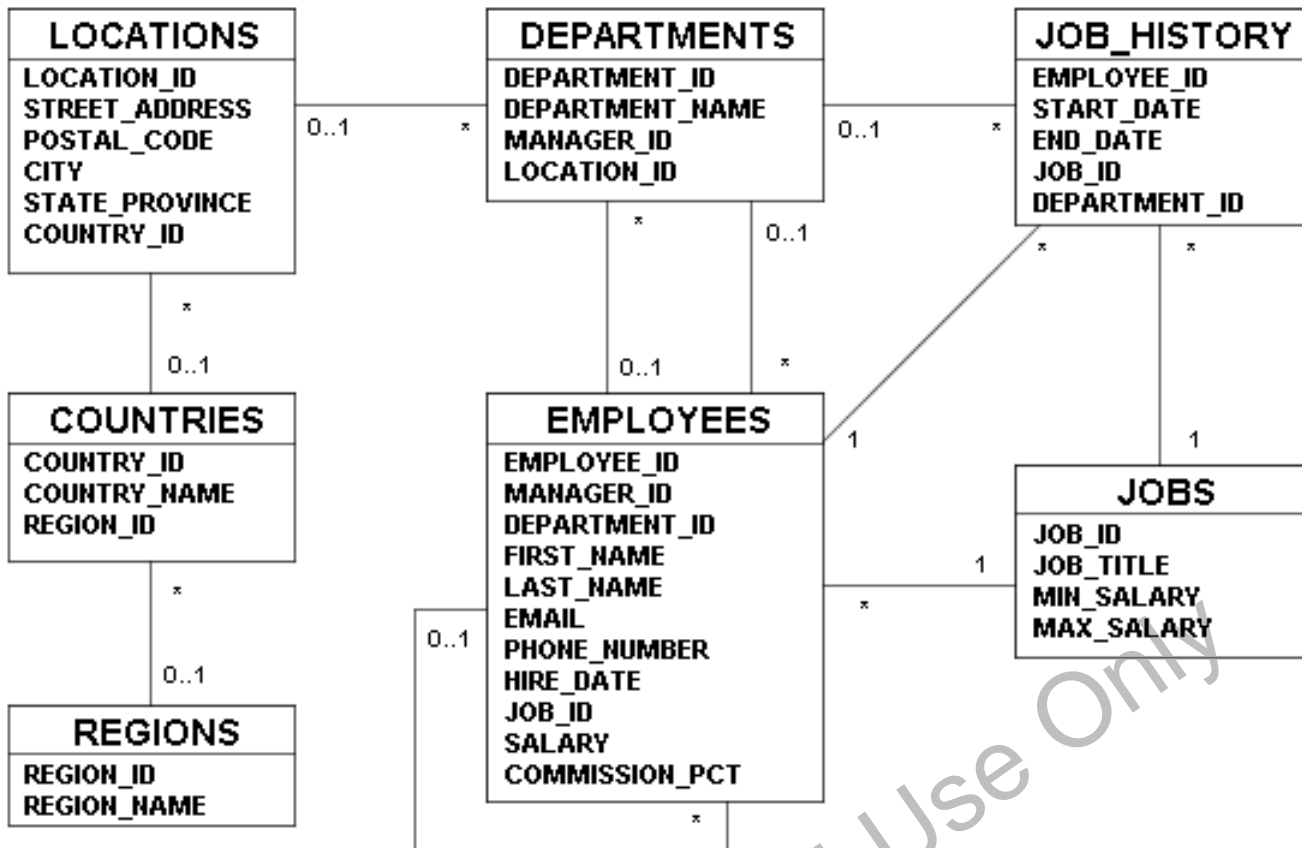 LOCATIONS
LOCATION_ID
STREET_ADDRESS
POSTAL_CODE
CITY
STATE_PROVINCE
COUNTRY_ID
0..1
*
DEPARTMENTS
DEPARTMENT_ID
DEPARTMENT_NAME
MANAGER_ID
LOCATION_ID
0..1
*
JOB_HISTORY
EMPLOYEE_ID
START_DATE
END_DATE
JOB_ID
DEPARTMENT_ID
*
0..1
*
0..1
*
*
0..1
*
1
1
COUNTRIES
COUNTRY_ID
COUNTRY_NAME
REGION_ID
*
0..1
EMPLOYEES
EMPLOYEE_ID
MANAGER_ID
DEPARTMENT_ID
FIRST_NAME
LAST_NAME
EMAIL
PHONE_NUMBER
HIRE_DATE
JOB_ID
SALARY
COMMISSION_PCT
0..1
*
*
1
JOBS
JOB_ID
JOB_TITLE
MIN_SALARY
MAX_SALARY
REGIONS
REGION_ID
REGION_NAME
Use Only